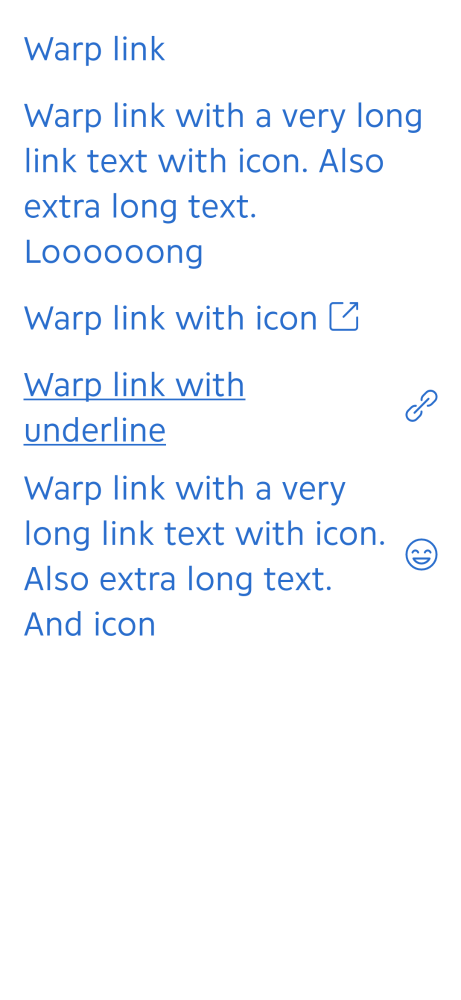 Warp link
Warp link with a very long
link text with icon. Also
extra long text.
Looooooong
Warp link with icon
Warp link with
underline
Warp link with a very
long link text with icon.
Also extra long text.
And icon